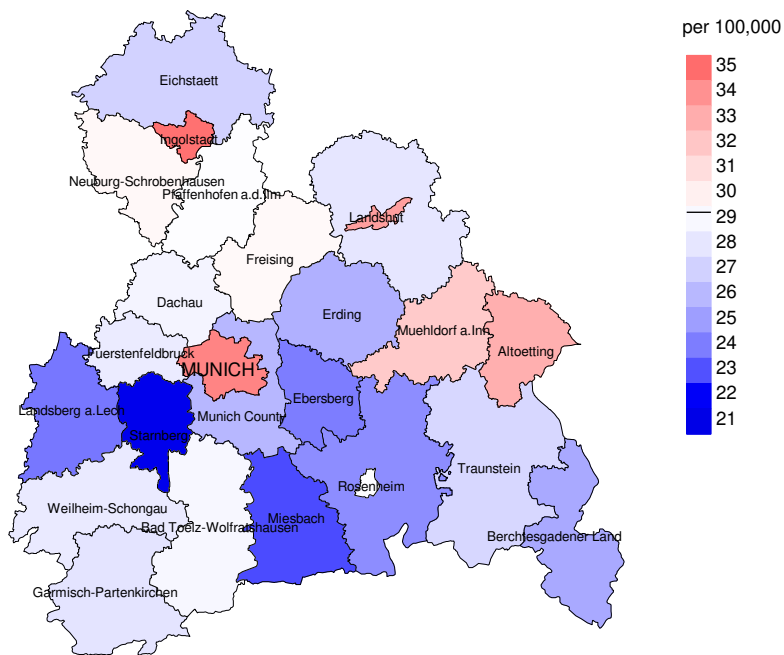 per 100,000
35
34
33
32
31
30
29
28
27
26
25
24
23
22
21
Eichstaett
Ingolstadt
Neuburg-Schrobenhausen
Pfaffenhofen a.d.Ilm
Landshut
Freising
Dachau
Erding
Muehldorf a.Inn
Altoetting
Fuerstenfeldbruck
MUNICH
Ebersberg
Landsberg a.Lech
Munich County
Starnberg
Traunstein
Rosenheim
Weilheim-Schongau
Miesbach
Bad Toelz-Wolfratshausen
Berchtesgadener Land
Garmisch-Partenkirchen